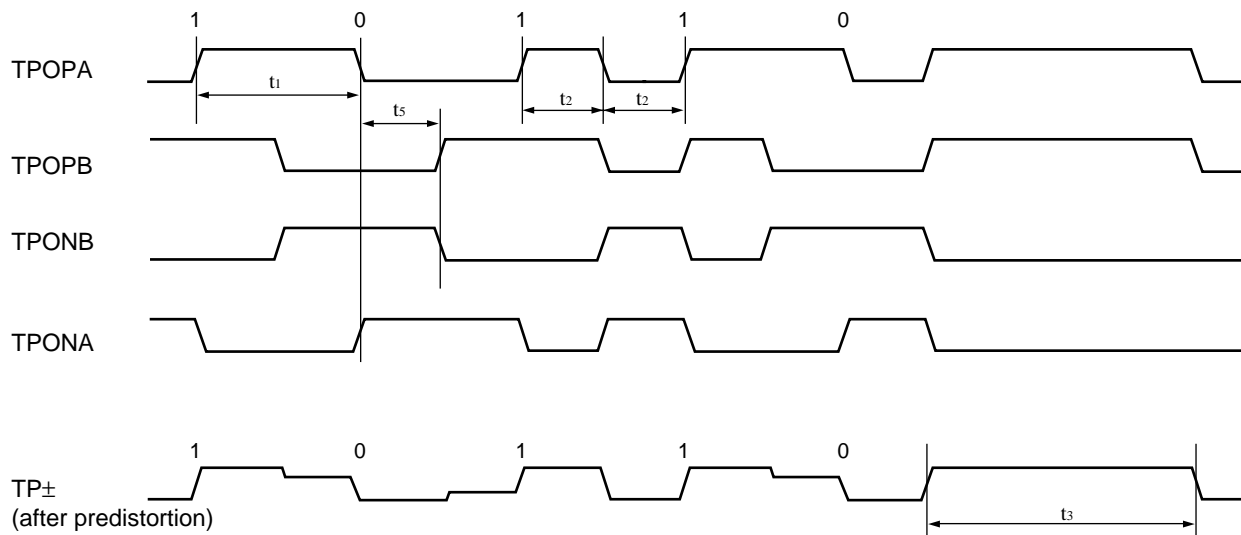 1 0 1 1 0
TPOPA
t1 t2 t2
t5
TPOPB
TPONB
TPONA
1 0 1 1 0
TP±
(after predistortion)
t3